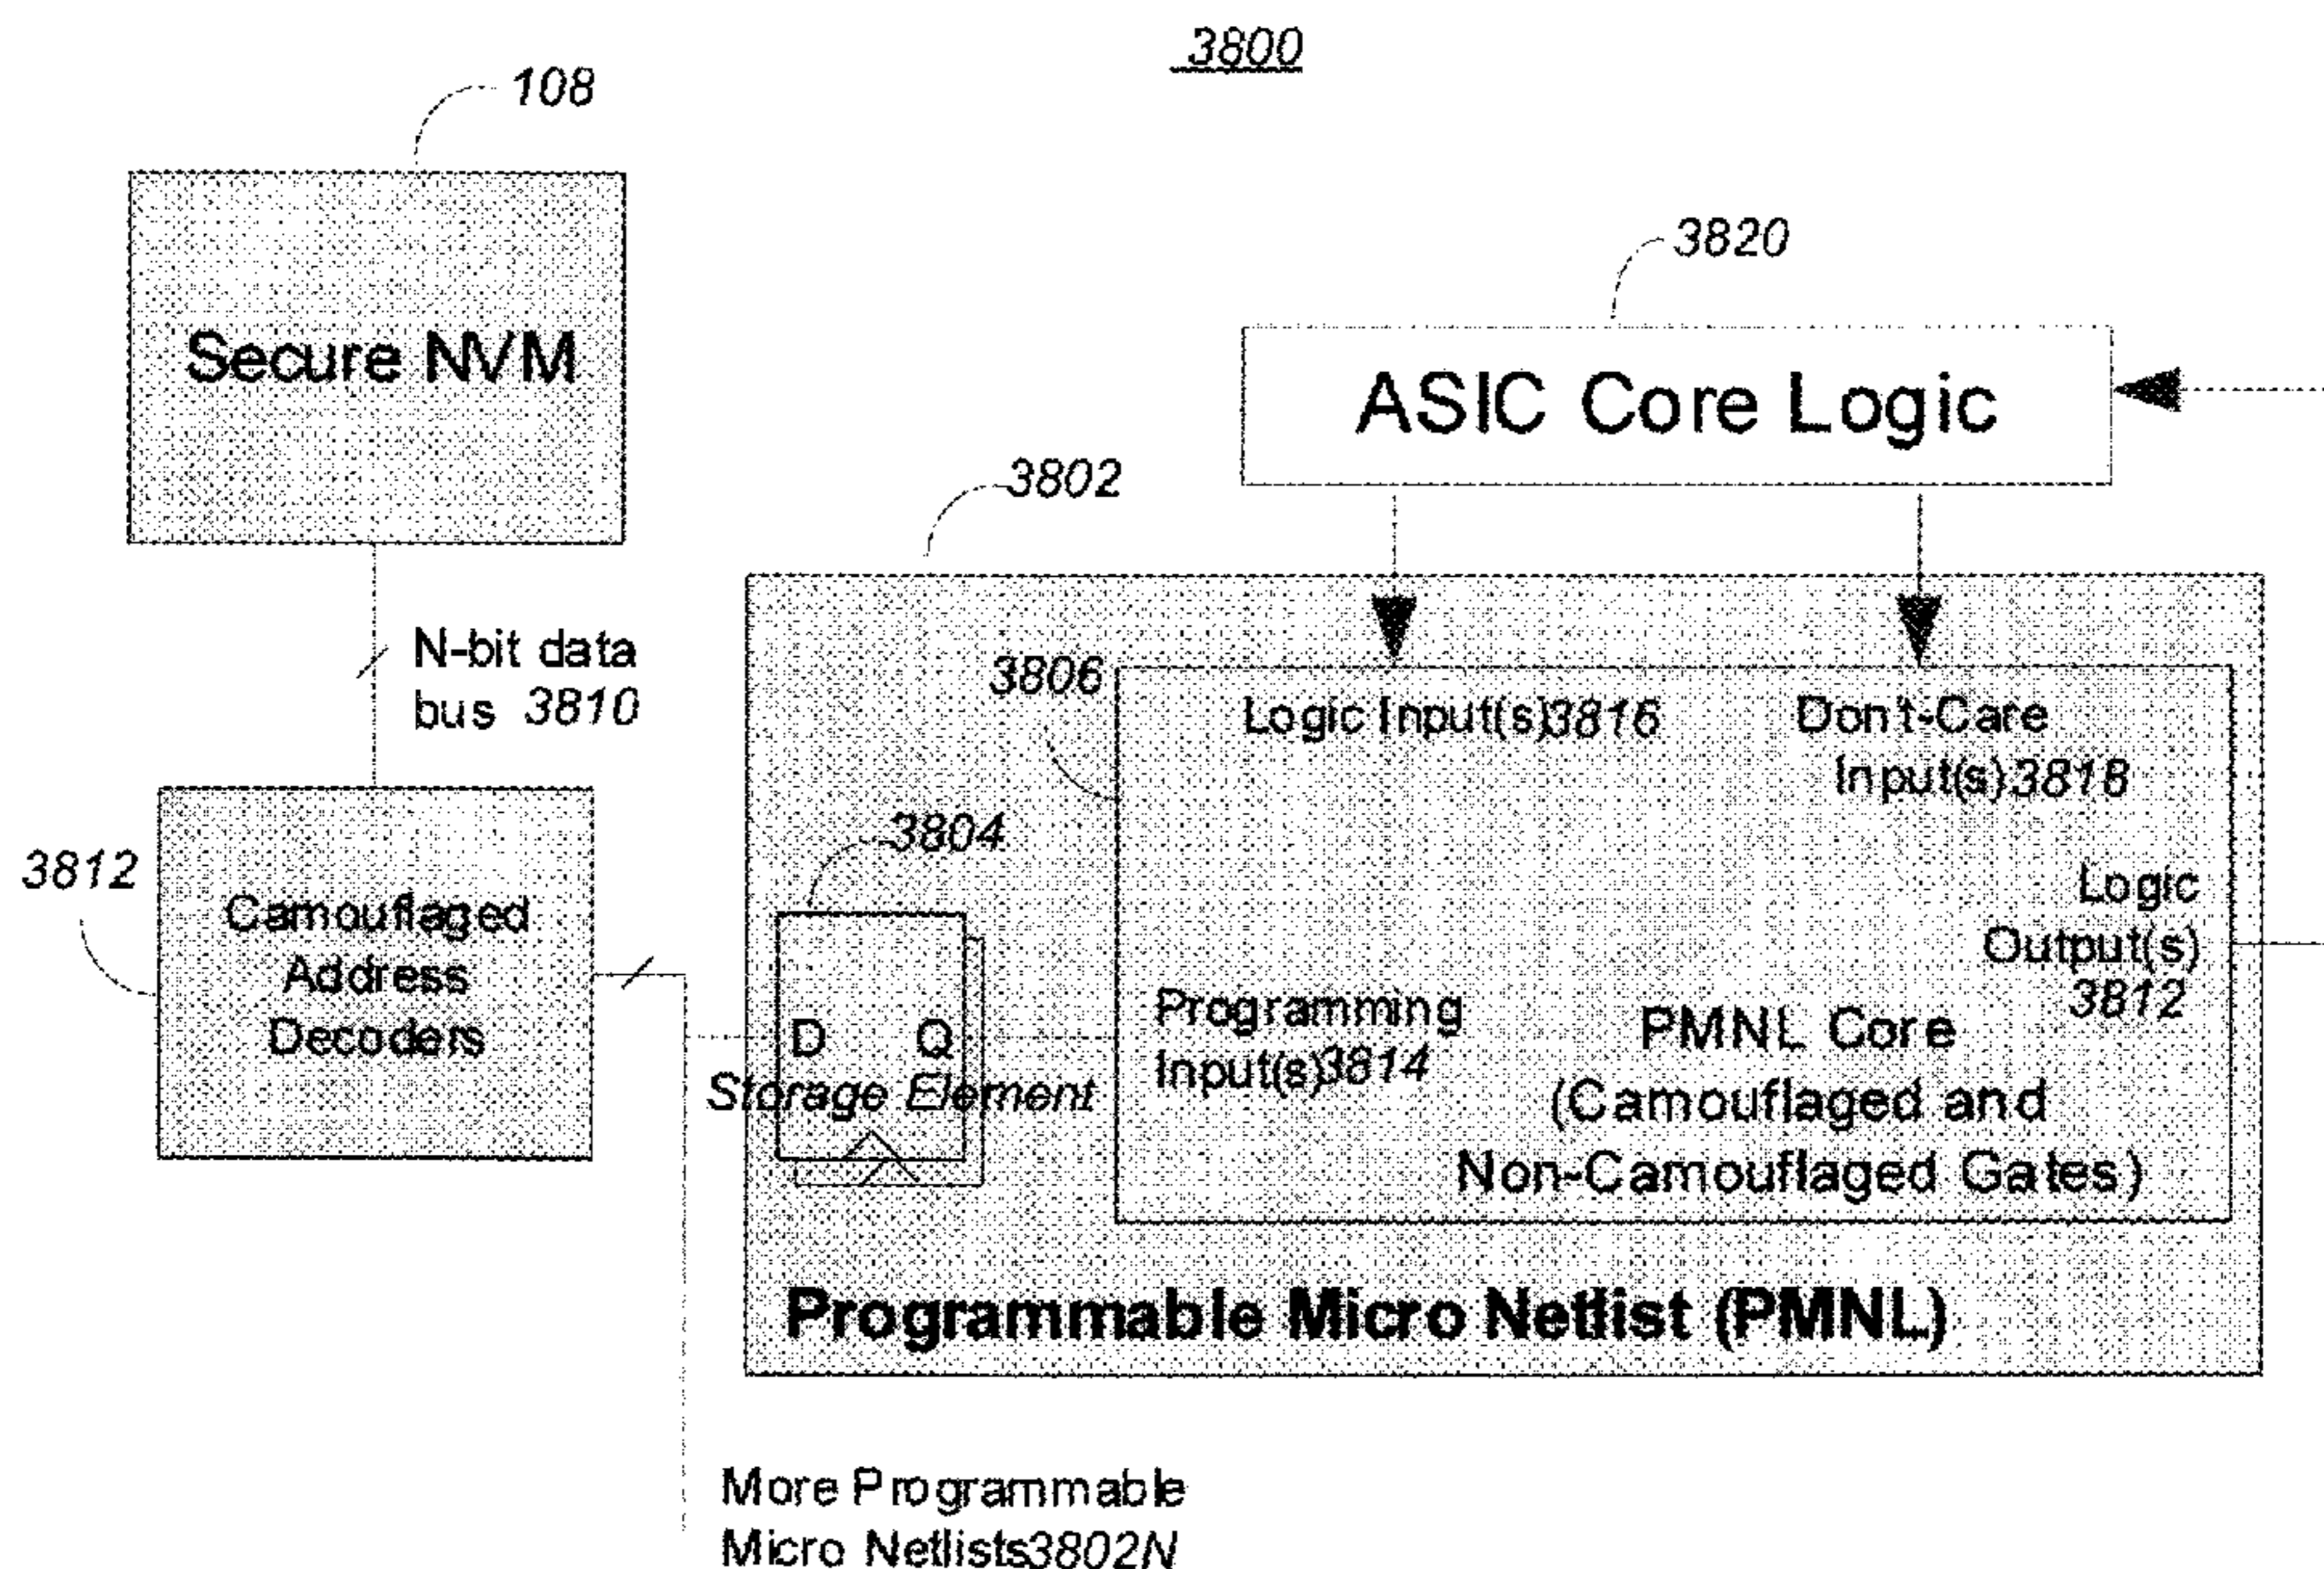 3800
108
Secure NVM
3820
ASIC Core Logic
3802
N-bit data
bus 3810
3806
Logic Input(s)3816
Don't-Care
Input(s)3818
3804
3812
Camouflaged
Address
Decoders
Logic
Output(s)
3812
D Q
Storage Element
Programming
Input(s)3814
PMNL Core
(Camouflaged and
Non-Camouflaged Gates)
Programmable Micro Netlist (PMNL)
More Programmable
Micro Netlists3802N